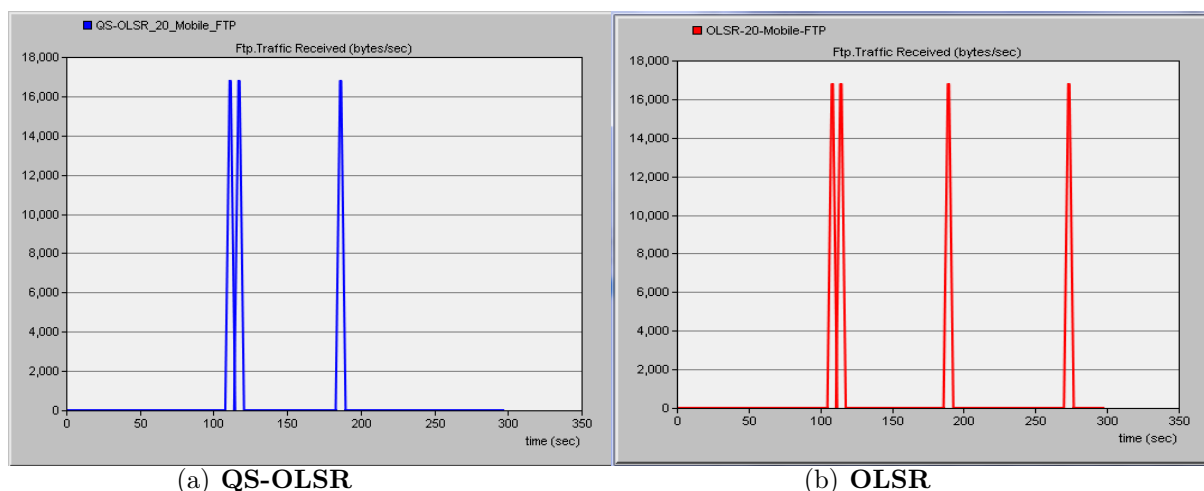 QS-OLSR_20_Mobile_FTP
Ftp.Traffic Received (bytes/sec)
18,000
16,000
14,000
12,000
10,000
8,000
6,000
4,000
2,000
0
0 50 100 150 200 250 300 350
time (sec)
(a) QS-OLSR
OLSR-20-Mobile-FTP
Ftp.Traffic Received (bytes/sec)
18,000
16,000
14,000
12,000
10,000
8,000
6,000
4,000
2,000
0
0 50 100 150 200 250 300 350
time (sec)
(b) OLSR